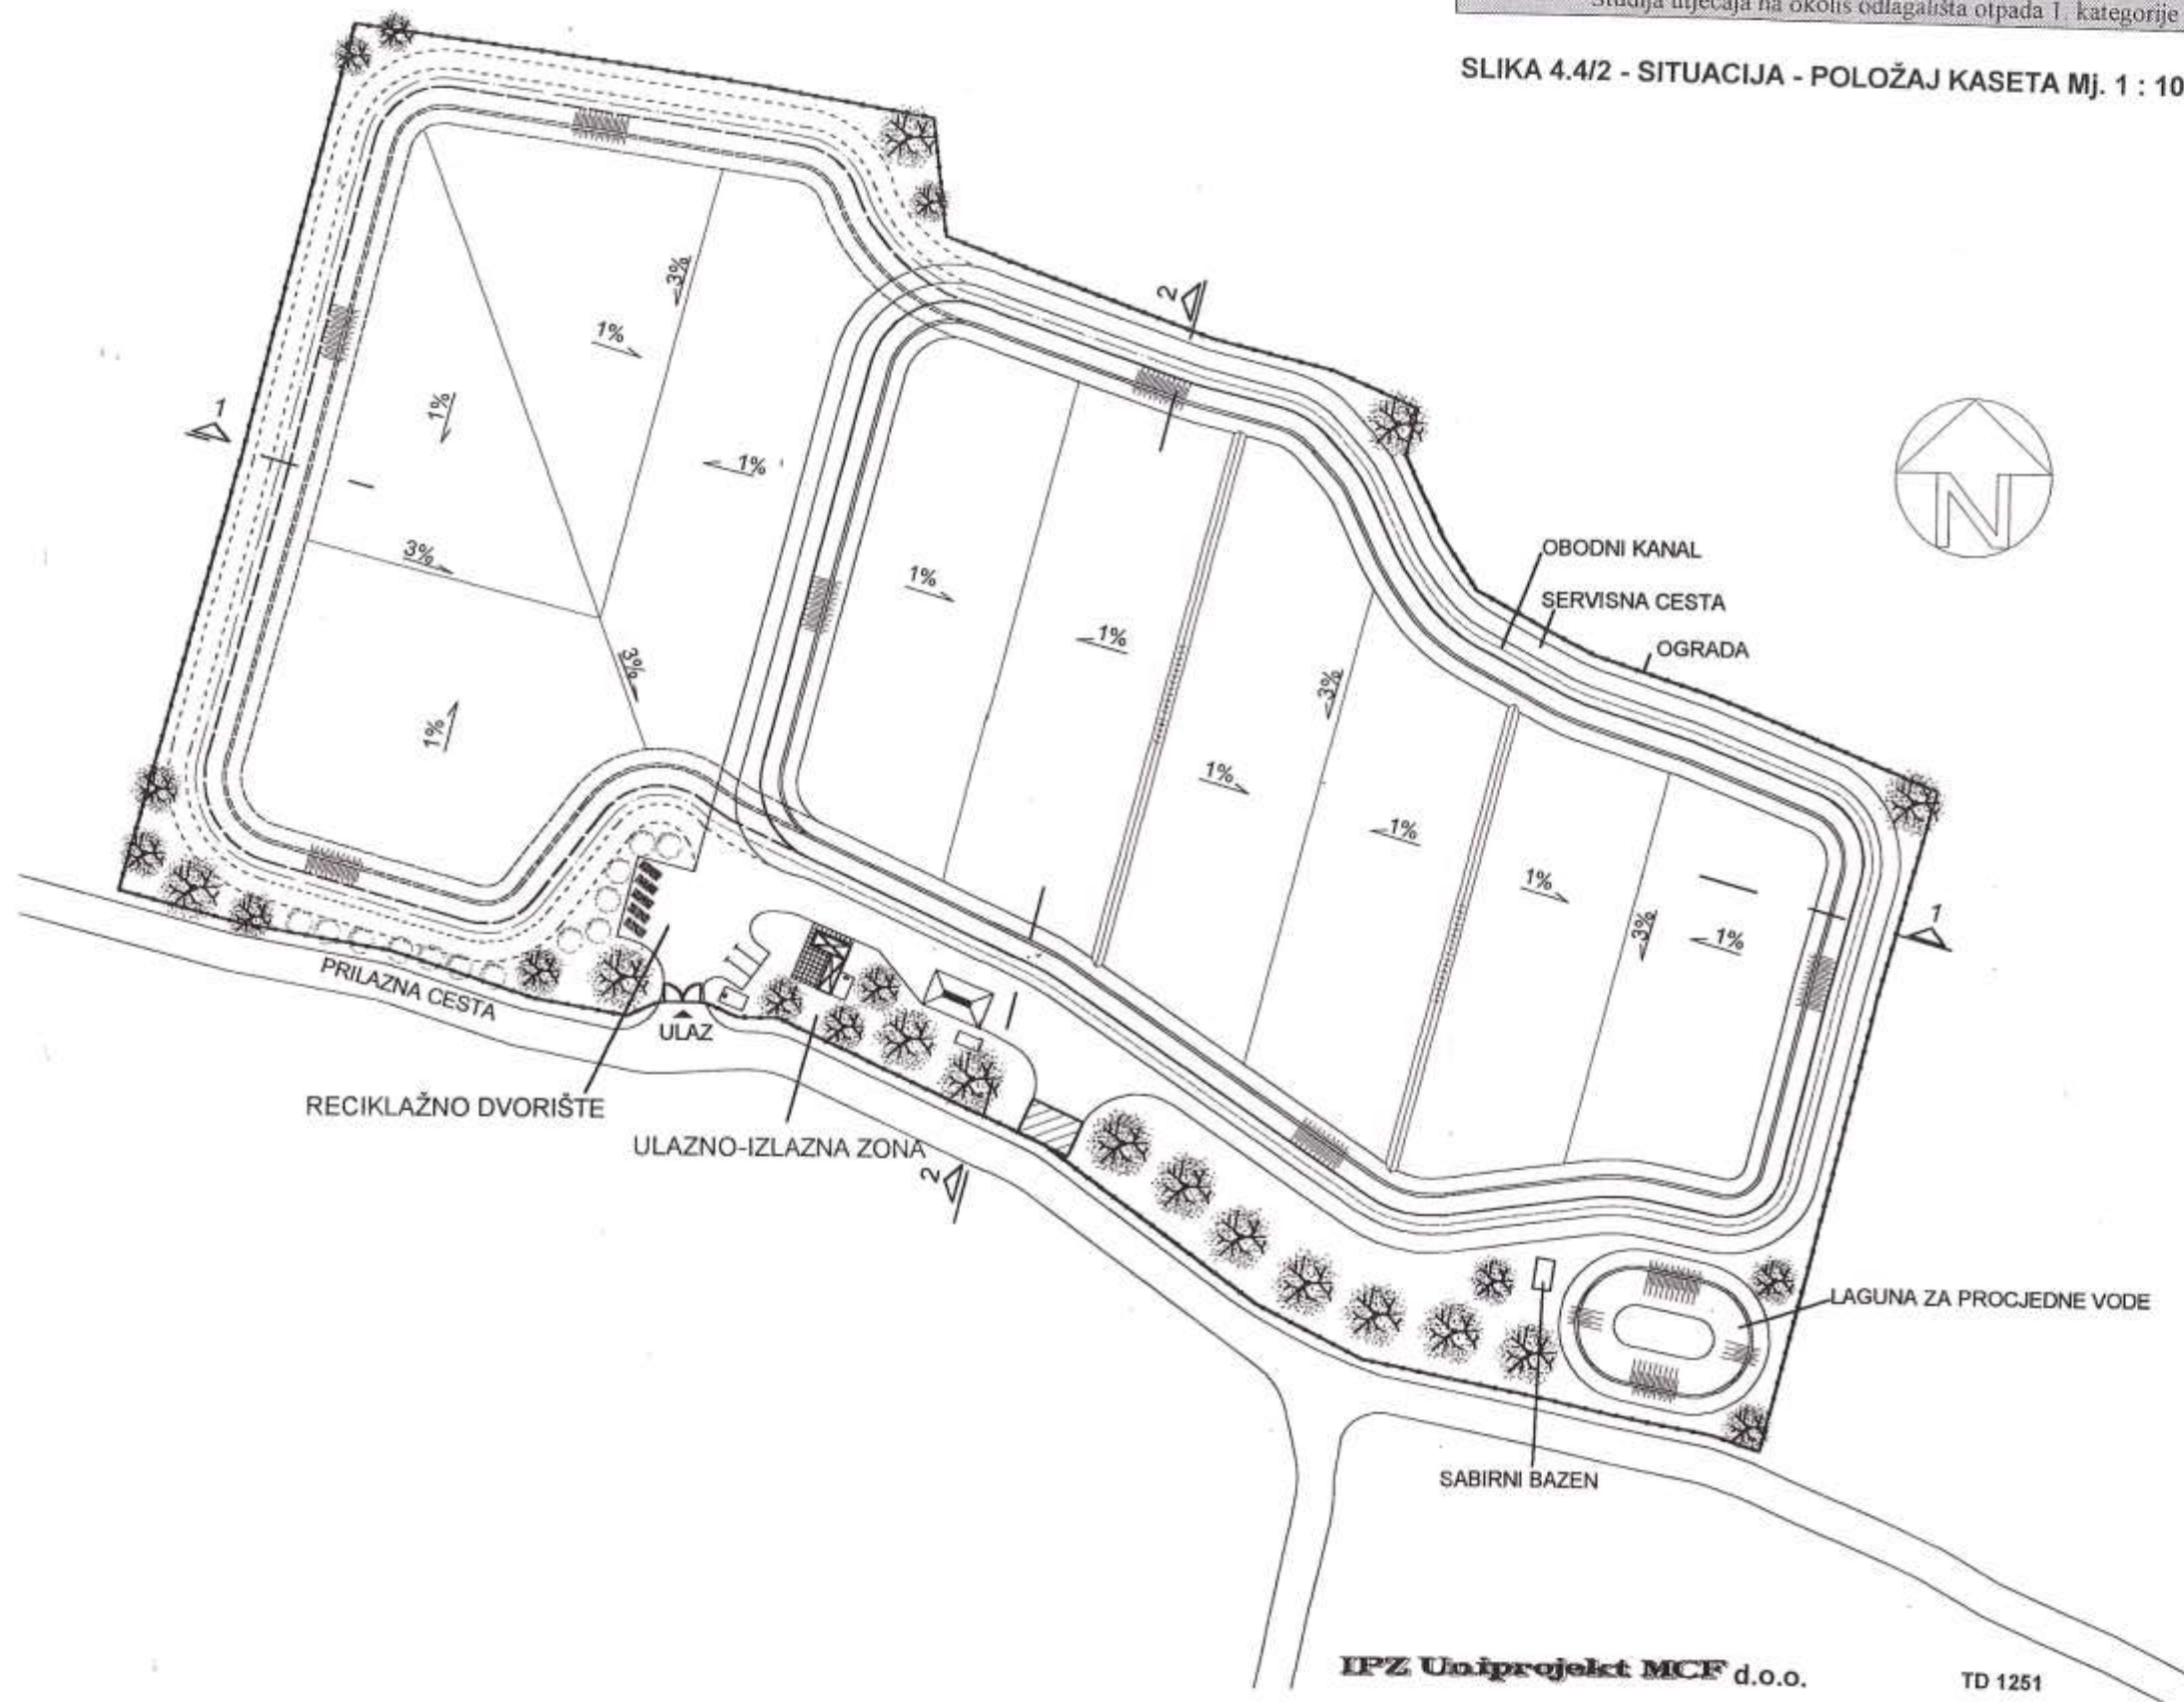 Studija utjecaja na okoliš odlagališta otpada 1. kategorije
SLIKA 4.4/2 - SITUACIJA - POLOŽAJ KASETA Mj. 1 : 10
2
3%
1%
1%
1
1%
3%
3%
1%
1%
1%
3%
1%
1%
1%
3%
1%
1
N
OBODNI KANAL
SERVISNA CESTA
OGRADA
PRILAZNA CESTA
ULAZ
RECIKLAŽNO DVORIŠTE
ULAZNO-IZLAZNA ZONA
2
LAGUNA ZA PROCJEDNE VODE
SABIRNI BAZEN
IPZ Uniprojekt MCF d.o.o.
TD 1251